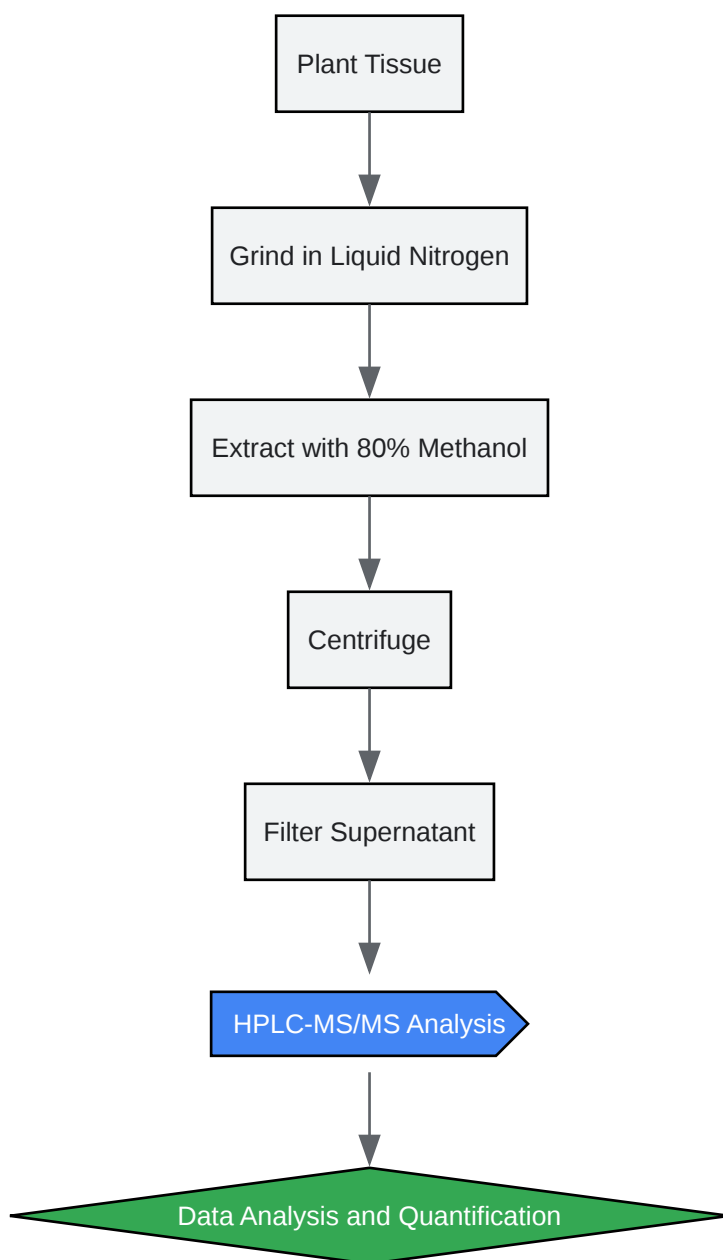 Plant Tissue
Grind in Liquid Nitrogen
Extract with 80% Methanol
Centrifuge
Filter Supernatant
HPLC-MS/MS Analysis
Data Analysis and Quantification